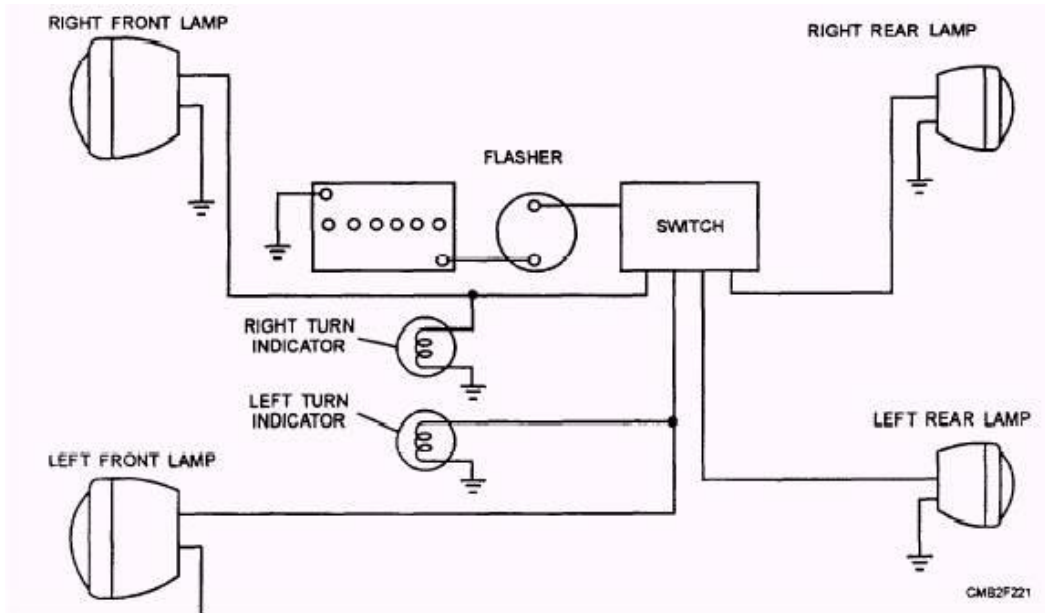 RIGHT FRONT LAMP
RIGHT REAR LAMP
FLASHER
SWITCH
RIGHT TURN
INDICATOR
LEFT TURN
INDICATOR
LEFT REAR LAMP
LEFT FRONT LAMP
CMB2F221